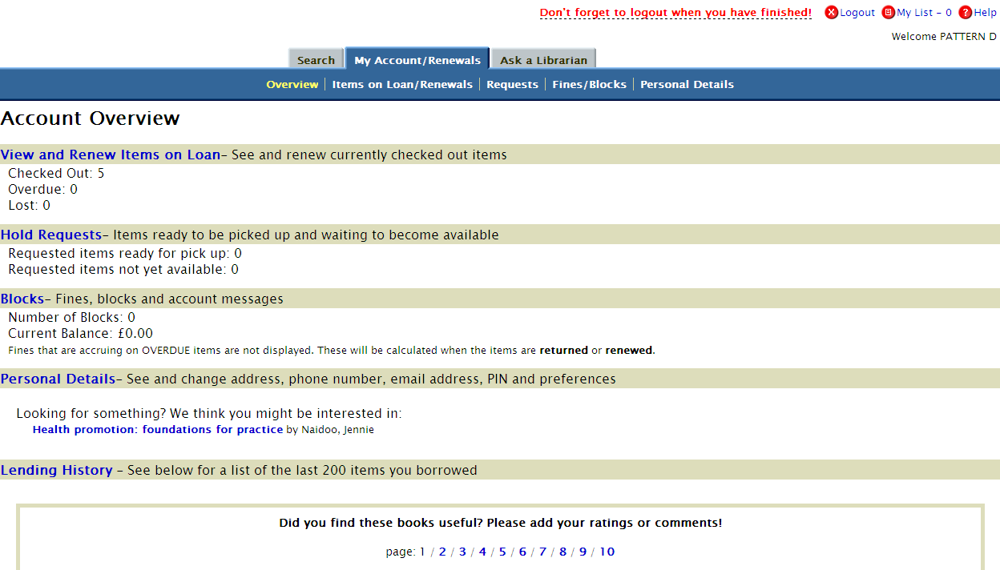 Don't forget to logout when you have finished! Logout My List - 0 Help
Welcome PATTERN D
Search My Account/Renewals Ask a Librarian
Overview Items on Loan/Renewals Requests Fines/Blocks Personal Details
Account Overview
View and Renew Items on Loan– See and renew currently checked out items
Checked Out: 5
Overdue: 0
Lost: 0
Hold Requests– Items ready to be picked up and waiting to become available
Requested items ready for pick up: 0
Requested items not yet available: 0
Blocks– Fines, blocks and account messages
Number of Blocks: 0
Current Balance: £0.00
Fines that are accruing on OVERDUE items are not displayed. These will be calculated when the items are returned or renewed.
Personal Details– See and change address, phone number, email address, PIN and preferences
Looking for something? We think you might be interested in:
Health promotion: foundations for practice by Naidoo, Jennie
Lending History – See below for a list of the last 200 items you borrowed
Did you find these books useful? Please add your ratings or comments!
page: 1 / 2 / 3 / 4 / 5 / 6 / 7 / 8 / 9 / 10